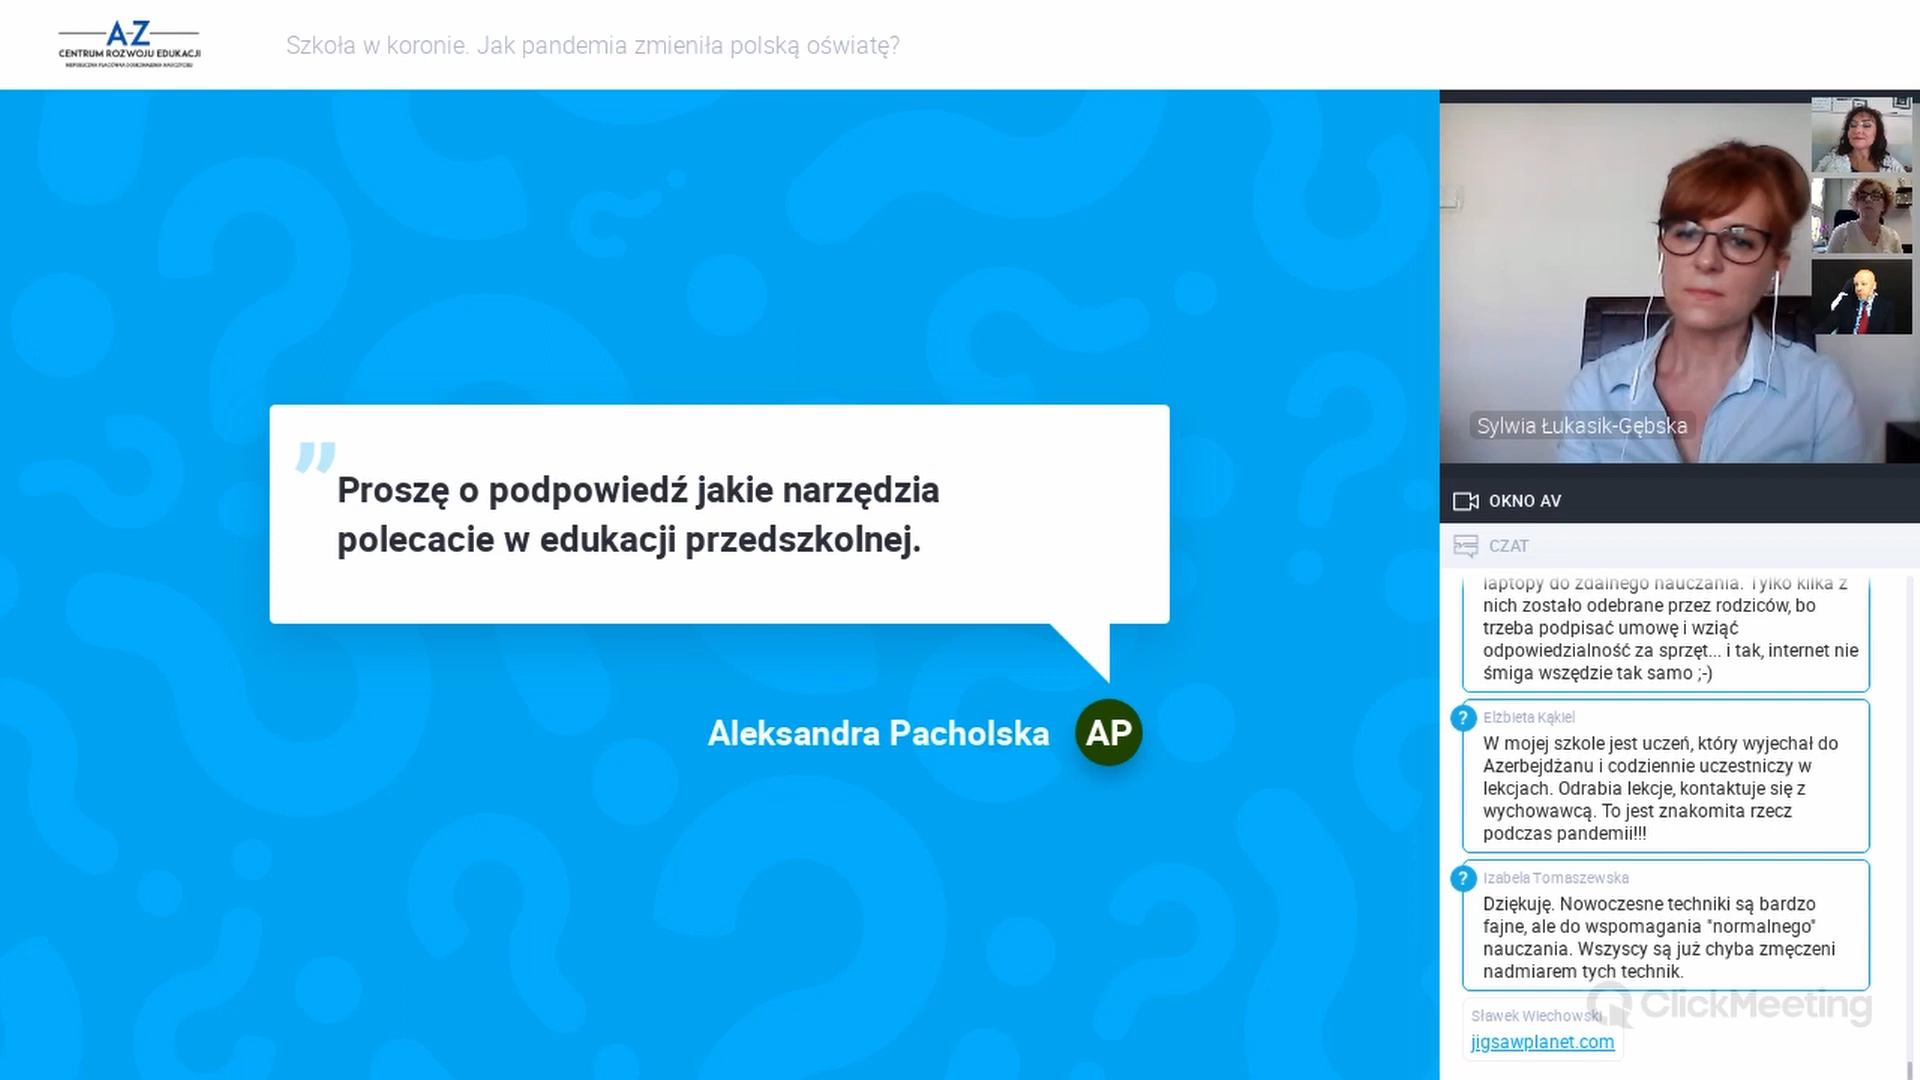 A-Z
CENTRUM ROZWOJU EDUKACJI
NIEPUBLICZNA PLACÓWKA DOSKONALENIA NAUCZYCIELI
Szkoła w koronie. Jak pandemia zmieniła polską oświatę?
”
Proszę o podpowiedź jakie narzędzia
polecacie w edukacji przedszkolnej.
Aleksandra Pacholska
AP
Sylwia Łukasik-Gębska
OKNO AV
CZAT
laptopy do zdalnego nauczania. Tylko kilka z
nich zostało odebrane przez rodziców, bo
trzeba podpisać umowę i wziąć
odpowiedzialność za sprzęt... i tak, internet nie
śmiga wszędzie tak samo ;-)
?
Elżbieta Kąkiel
W mojej szkole jest uczeń, który wyjechał do
Azerbejdżanu i codziennie uczestniczy w
lekcjach. Odrabia lekcje, kontaktuje się z
wychowawcą. To jest znakomita rzecz
podczas pandemii!!!
?
Izabela Tomaszewska
Dziękuję. Nowoczesne techniki są bardzo
fajne, ale do wspomagania "normalnego"
nauczania. Wszyscy są już chyba zmęczeni
nadmiarem tych technik.
ClickMeeting
Sławek Wiechowski
jigsawplanet.com